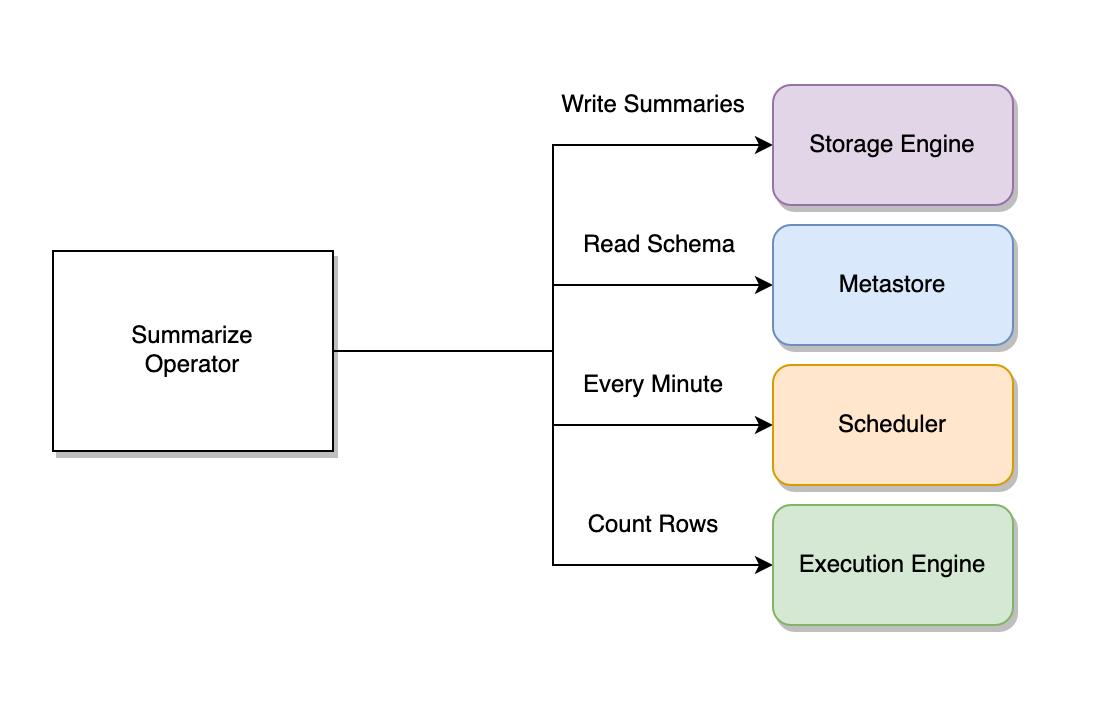 Write Summaries
Storage Engine
Read Schema
Metastore
Summarize
Operator
Every Minute
Scheduler
Count Rows
Execution Engine